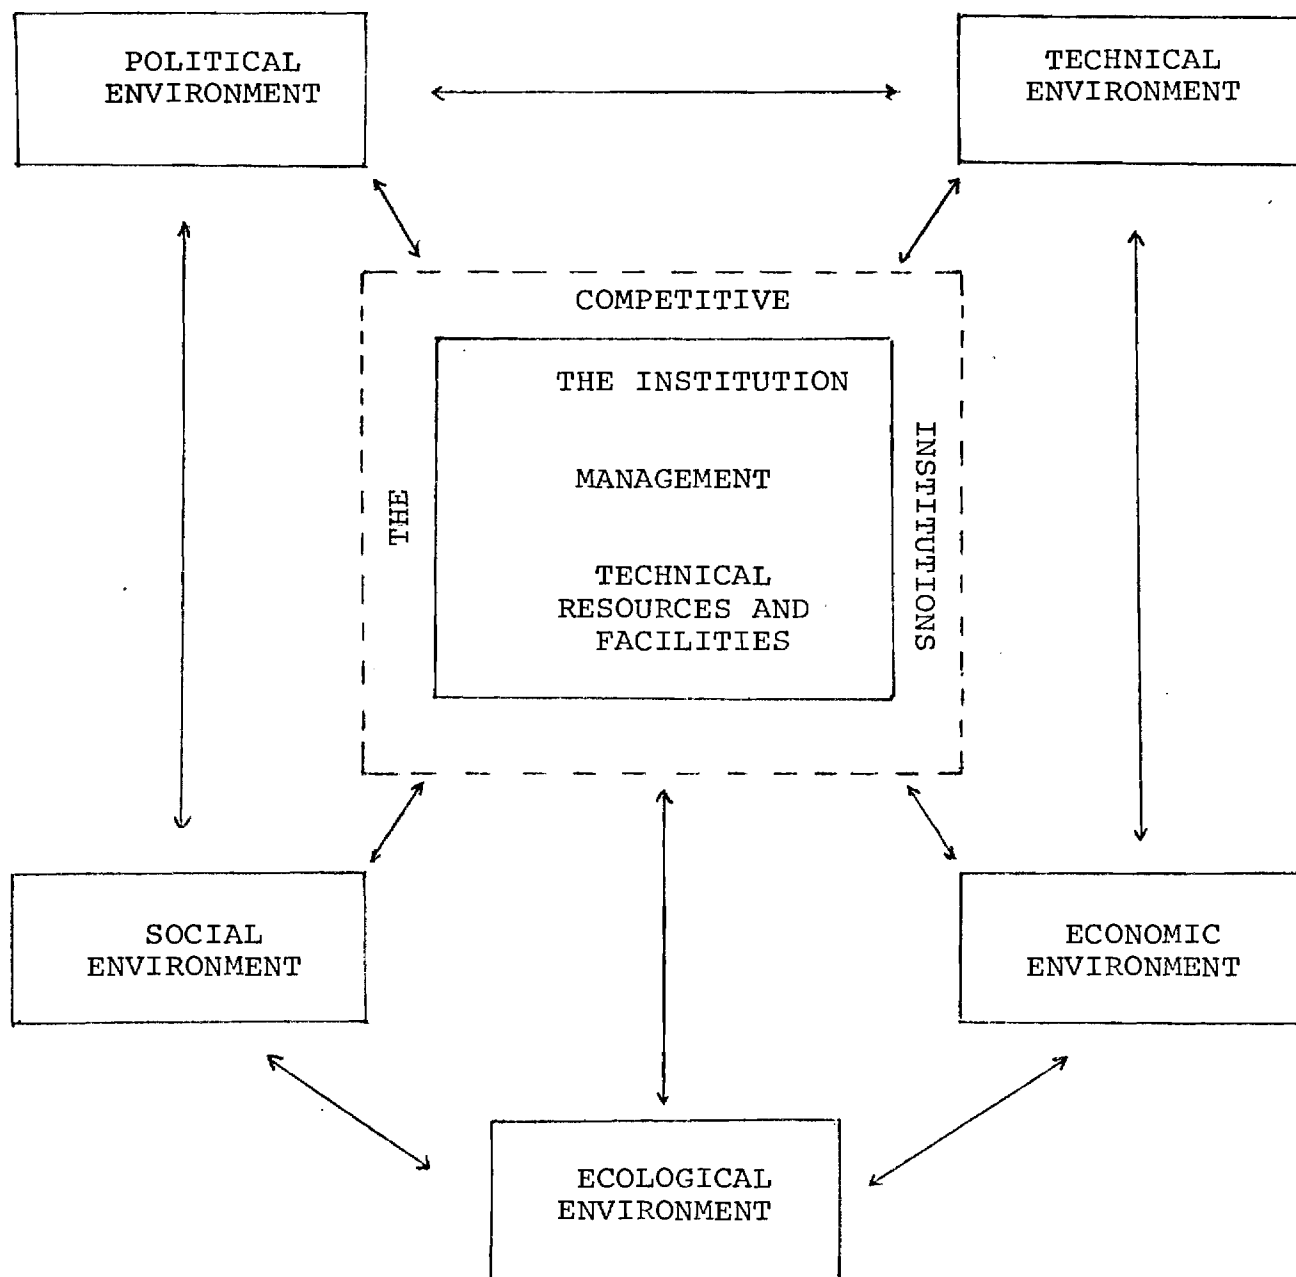 POLITICAL
ENVIRONMENT
TECHNICAL
ENVIRONMENT
THE
COMPETITIVE
INSTITUTIONS
THE INSTITUTION
MANAGEMENT
TECHNICAL
RESOURCES AND
FACILITIES
SOCIAL
ENVIRONMENT
ECONOMIC
ENVIRONMENT
ECOLOGICAL
ENVIRONMENT